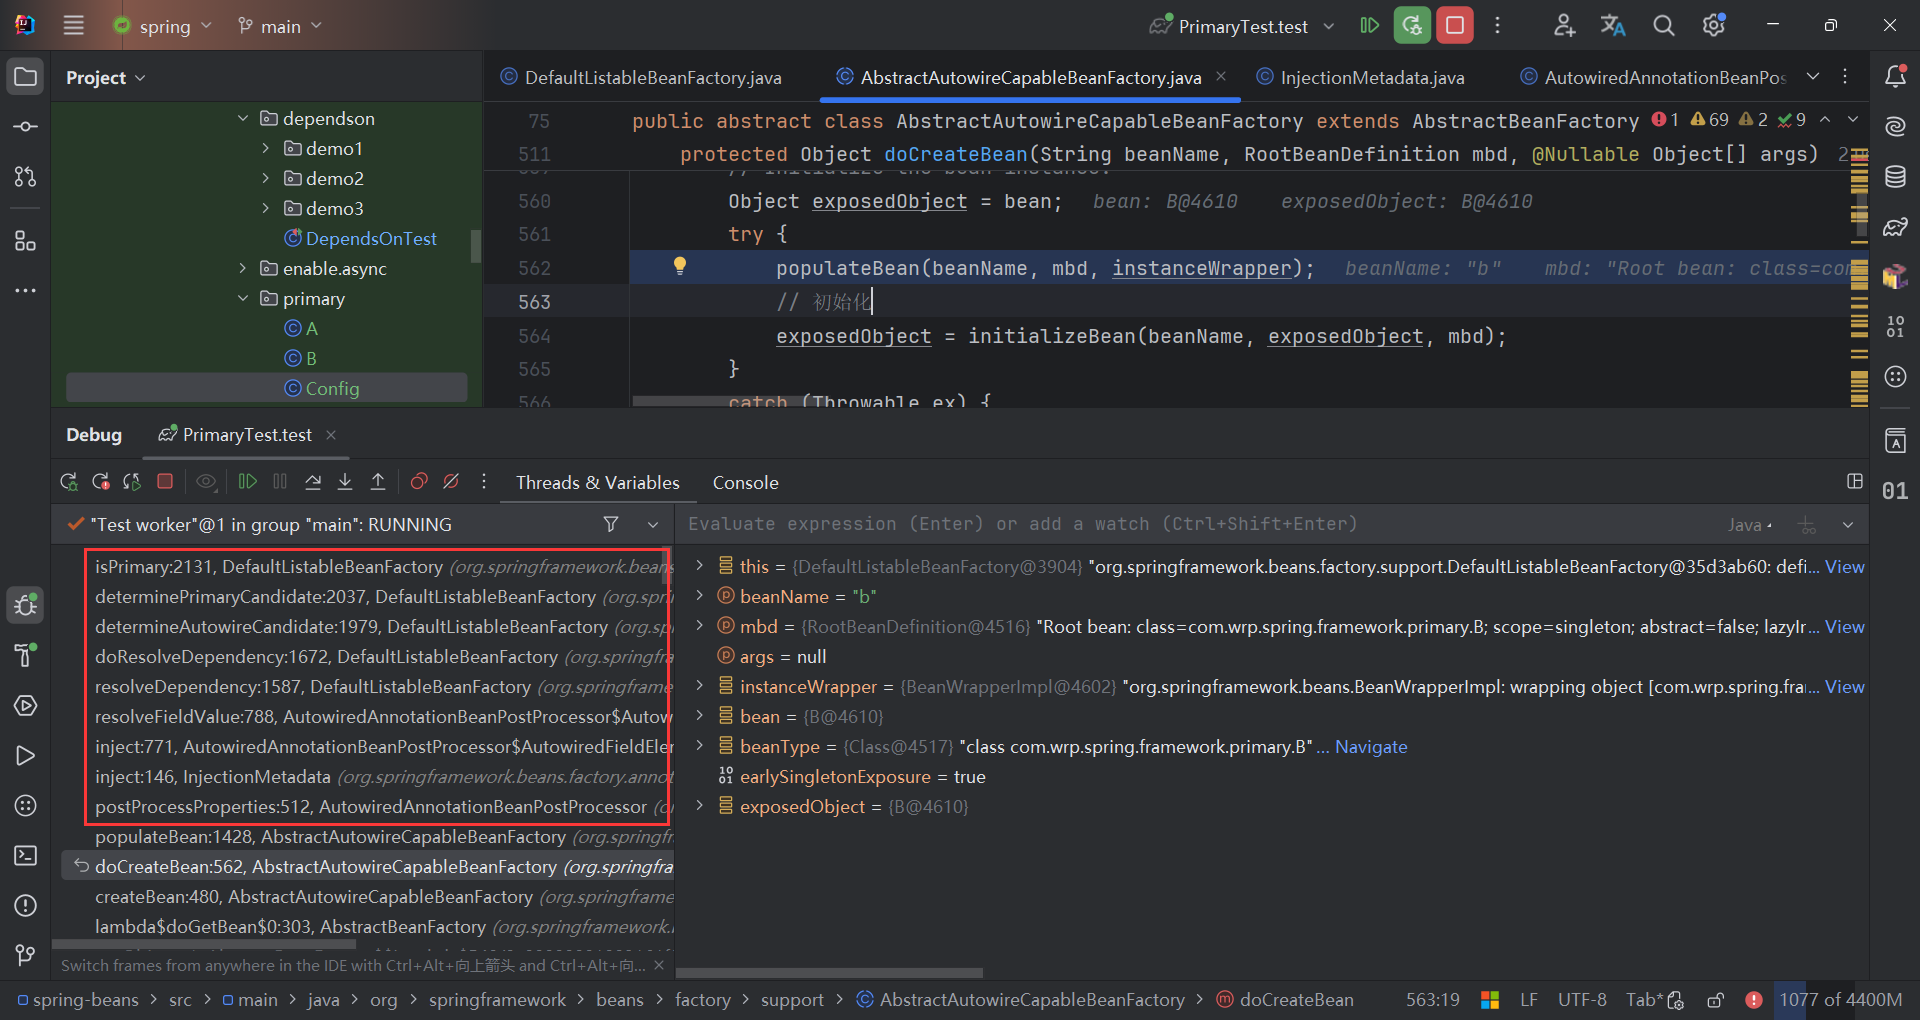 spring
main
PrimaryTest.test
Project
DefaultListableBeanFactory.java
AbstractAutowireCapableBeanFactory.java
InjectionMetadata.java
AutowiredAnnotationBeanPos
dependson
demo1
demo2
demo3
DependsOnTest
enable.async
primary
A
B
Config
75 public abstract class AbstractAutowireCapableBeanFactory extends AbstractBeanFactory
1 69 2 9
511 protected Object doCreateBean(String beanName, RootBeanDefinition mbd, @Nullable Object[] args)
// Initialize the bean instance.
560 Object exposedObject = bean; bean: B@4610 exposedObject: B@4610
561 try {
562 populateBean(beanName, mbd, instanceWrapper); beanName: "b" mbd: "Root bean: class=com
563 // 初始化
564 exposedObject = initializeBean(beanName, exposedObject, mbd);
565 }
566 catch (Throwable ex) {
Debug
PrimaryTest.test
Threads & Variables
Console
"Test worker"@1 in group "main": RUNNING
isPrimary:2131, DefaultListableBeanFactory (org.springframework.beans
determinePrimaryCandidate:2037, DefaultListableBeanFactory (org.spri
determineAutowireCandidate:1979, DefaultListableBeanFactory (org.sp
doResolveDependency:1672, DefaultListableBeanFactory (org.springfra
resolveDependency:1587, DefaultListableBeanFactory (org.springframe
resolveFieldValue:788, AutowiredAnnotationBeanPostProcessor$Autow
inject:771, AutowiredAnnotationBeanPostProcessor$AutowiredFieldEler
inject:146, InjectionMetadata (org.springframework.beans.factory.annot
postProcessProperties:512, AutowiredAnnotationBeanPostProcessor (o
populateBean:1428, AbstractAutowireCapableBeanFactory (org.springfr
doCreateBean:562, AbstractAutowireCapableBeanFactory (org.springfra
createBean:480, AbstractAutowireCapableBeanFactory (org.springframe
lambda$doGetBean$0:303, AbstractBeanFactory (org.springframework.
Switch frames from anywhere in the IDE with Ctrl+Alt+向上箭头 and Ctrl+Alt+向...
Evaluate expression (Enter) or add a watch (Ctrl+Shift+Enter)
Java
this = {DefaultListableBeanFactory@3904} "org.springframework.beans.factory.support.DefaultListableBeanFactory@35d3ab60: defi... View
beanName = "b"
mbd = {RootBeanDefinition@4516} "Root bean: class=com.wrp.spring.framework.primary.B; scope=singleton; abstract=false; lazyIr... View
args = null
instanceWrapper = {BeanWrapperImpl@4602} "org.springframework.beans.BeanWrapperImpl: wrapping object [com.wrp.spring.fra... View
bean = {B@4610}
beanType = {Class@4517} "class com.wrp.spring.framework.primary.B" ... Navigate
earlySingletonExposure = true
exposedObject = {B@4610}
spring-beans > src > main > java > org > springframework > beans > factory > support > AbstractAutowireCapableBeanFactory > doCreateBean
563:19
LF
UTF-8
Tab*
1077 of 4400M